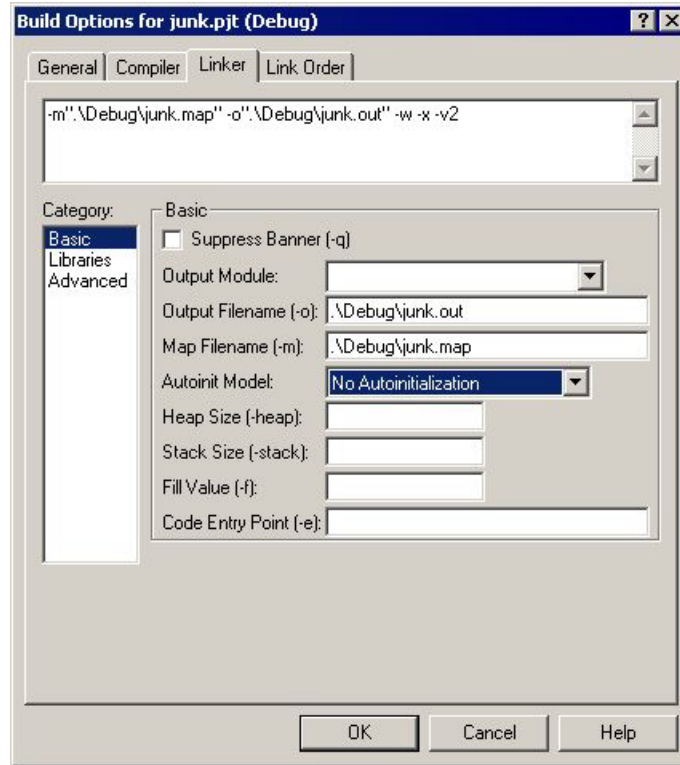 Build Options for junk.pjt (Debug)
General Compiler Linker Link Order
-m".\Debug\junk.map" -o".\Debug\junk.out" -w -x -v2
Category:
Basic
Libraries
Advanced
Basic
Suppress Banner (-q)
Output Module:
Output Filename (-o): .\Debug\junk.out
Map Filename (-m): .\Debug\junk.map
Autoinit Model: No Autoinitialization
Heap Size (-heap):
Stack Size (-stack):
Fill Value (-f):
Code Entry Point (-e):
OK Cancel Help